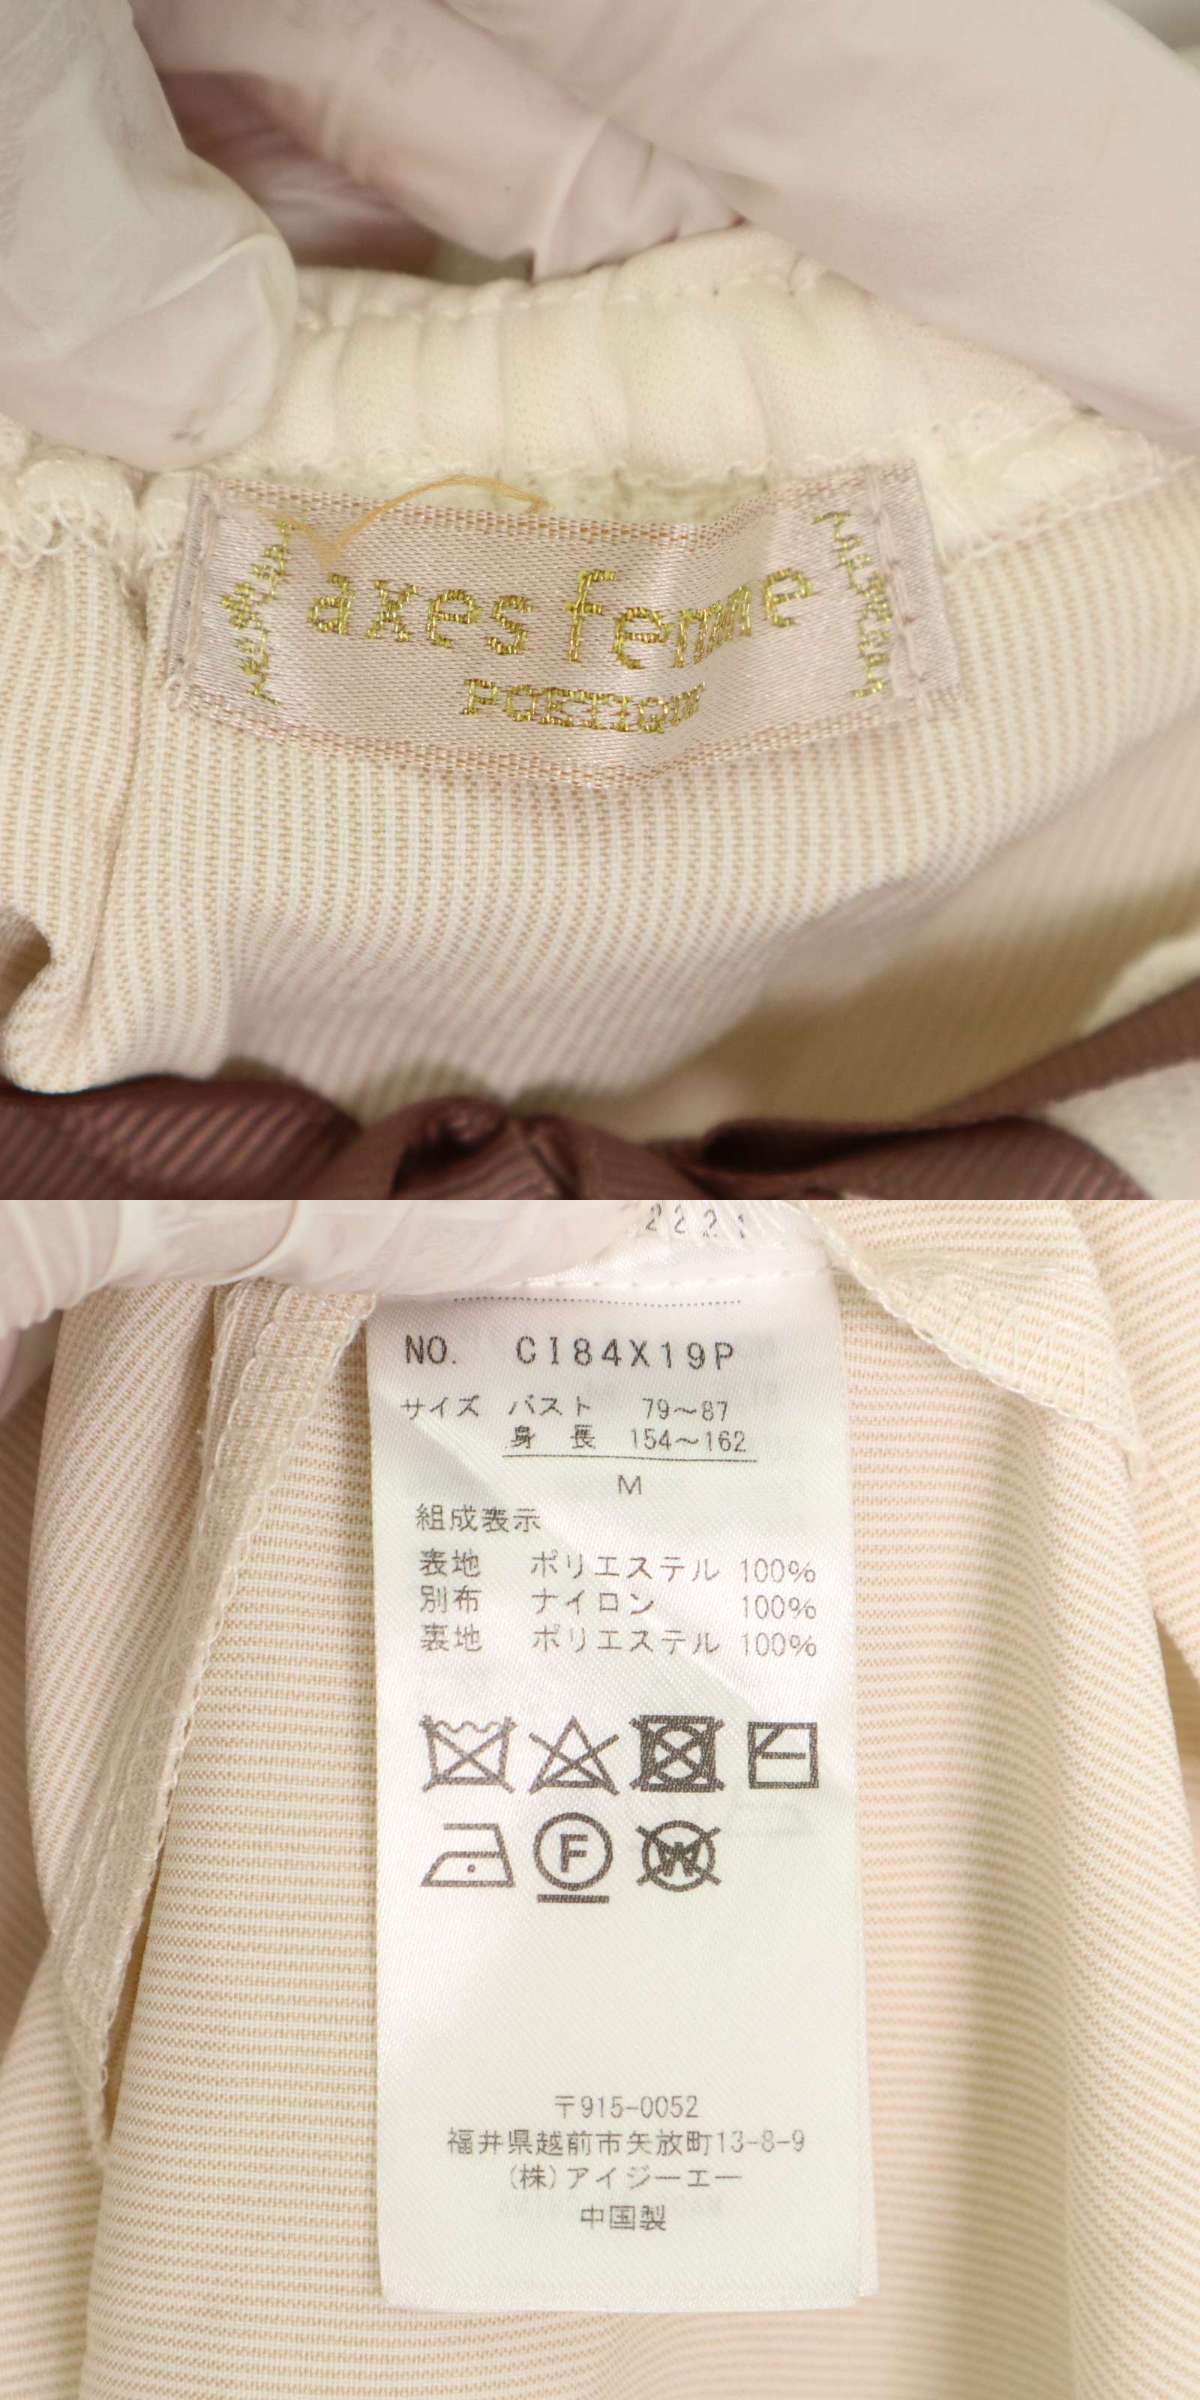 axes femme
POETIQUE
2221
NO. CI84X19P
サイズ バスト 79～87
身長 154～162
M
組成表示
表地 ポリエステル 100%
別布 ナイロン 100%
裏地 ポリエステル 100%
F
W
〒915-0052
福井県越前市矢放町13-8-9
(株)アイジーエー
中国製